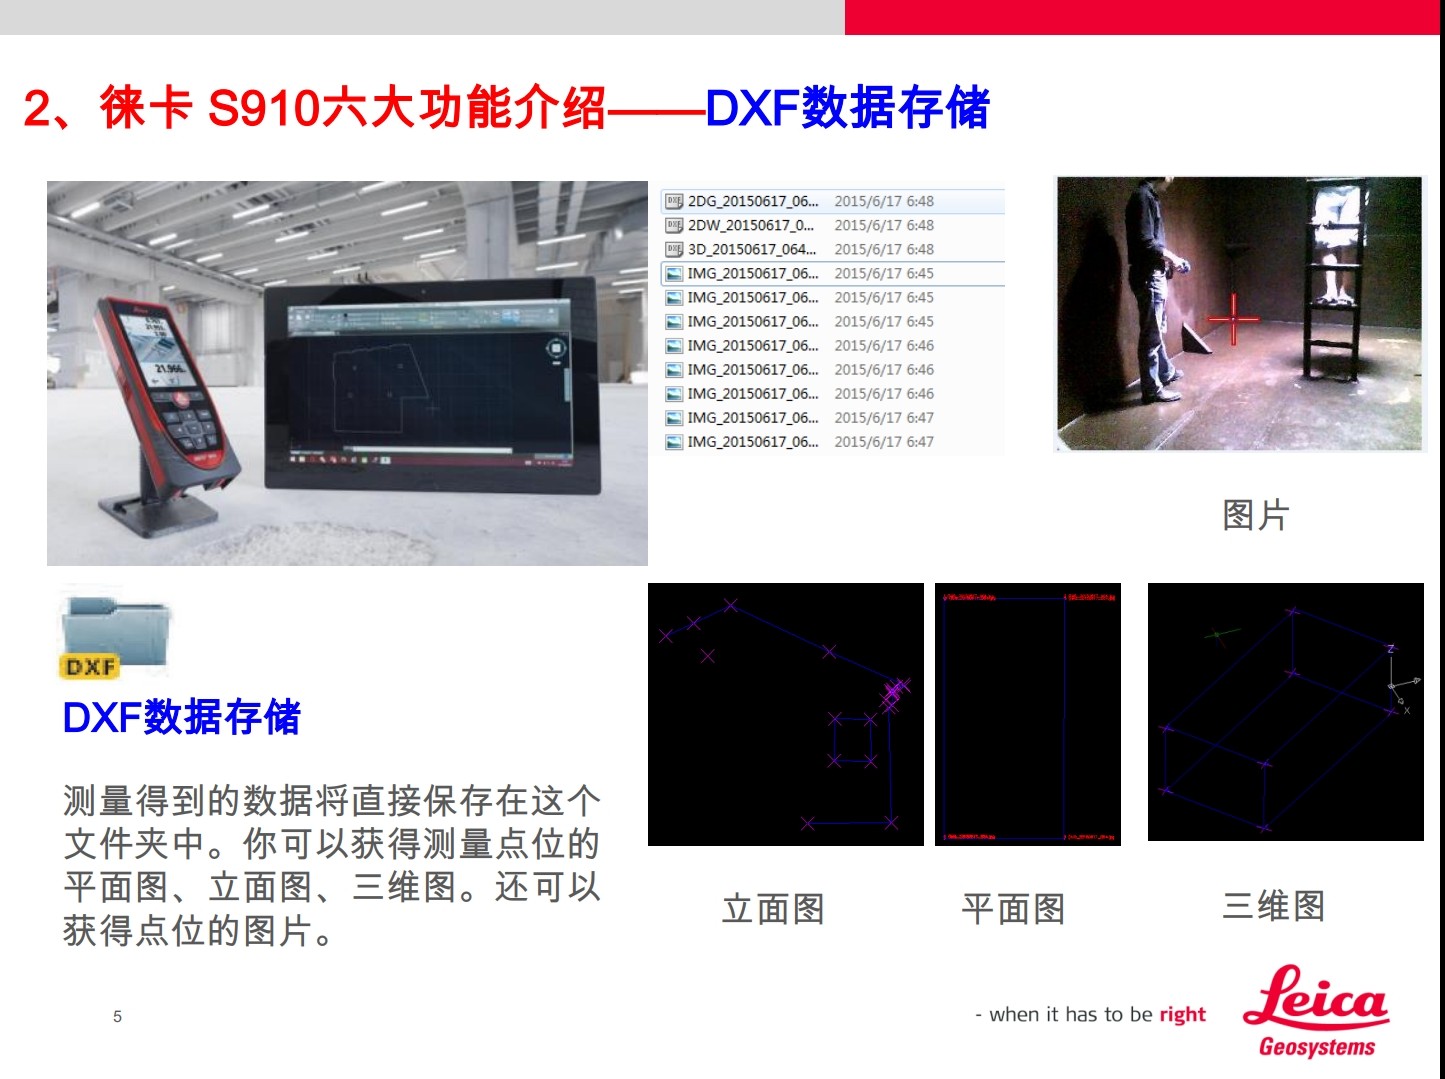 2、徕卡 S910六大功能介绍——DXF数据存储
2DG_20150617_06... 2015/6/17 6:48
2DW_20150617_0... 2015/6/17 6:48
3D_20150617_064... 2015/6/17 6:48
IMG_20150617_06... 2015/6/17 6:45
IMG_20150617_06... 2015/6/17 6:45
IMG_20150617_06... 2015/6/17 6:45
IMG_20150617_06... 2015/6/17 6:46
IMG_20150617_06... 2015/6/17 6:46
IMG_20150617_06... 2015/6/17 6:46
IMG_20150617_06... 2015/6/17 6:47
IMG_20150617_06... 2015/6/17 6:47
图片
DXF
DXF数据存储
测量得到的数据将直接保存在这个
文件夹中。你可以获得测量点位的
平面图、立面图、三维图。还可以
获得点位的图片。
Z
X
立面图
平面图
三维图
5
- when it has to be right
Leica
Geosystems